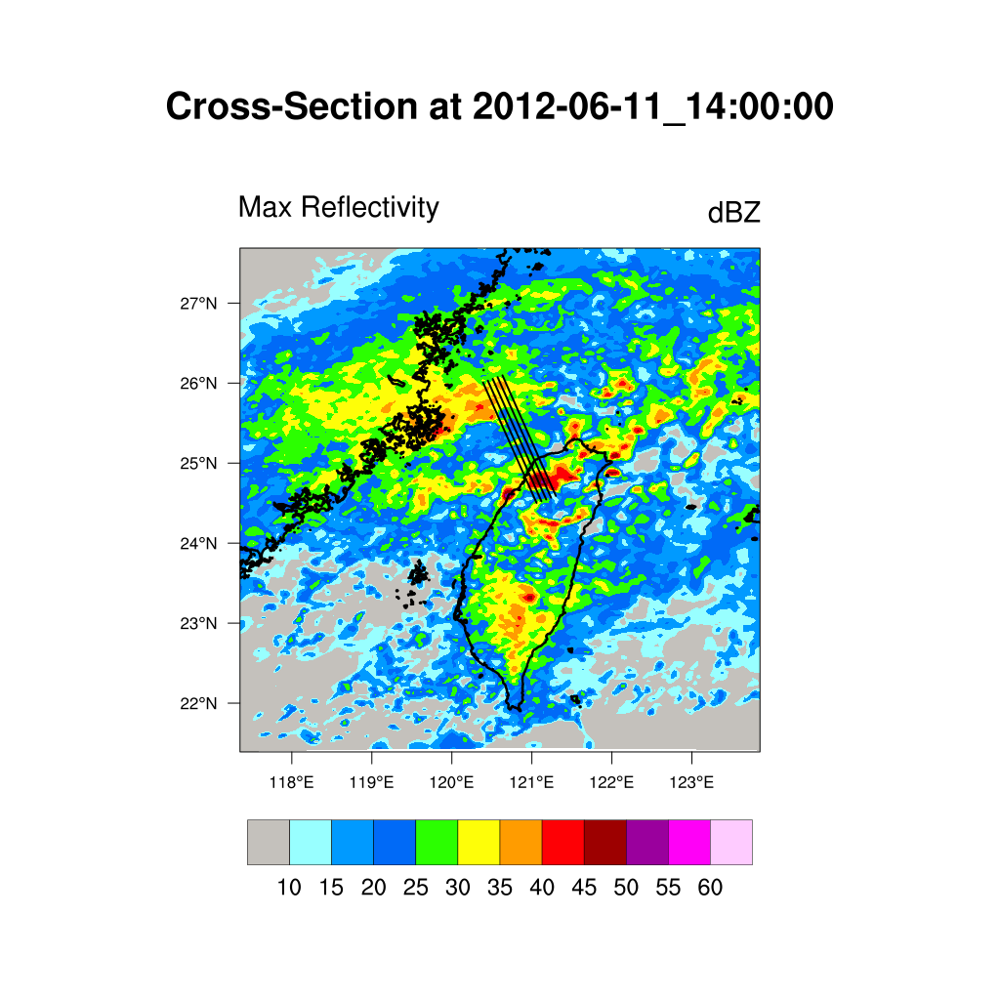 Cross-Section at 2012-06-11_14:00:00
Max Reflectivity dBZ
27°N
26°N
25°N
24°N
23°N
22°N
118°E 119°E 120°E 121°E 122°E 123°E
10 15 20 25 30 35 40 45 50 55 60